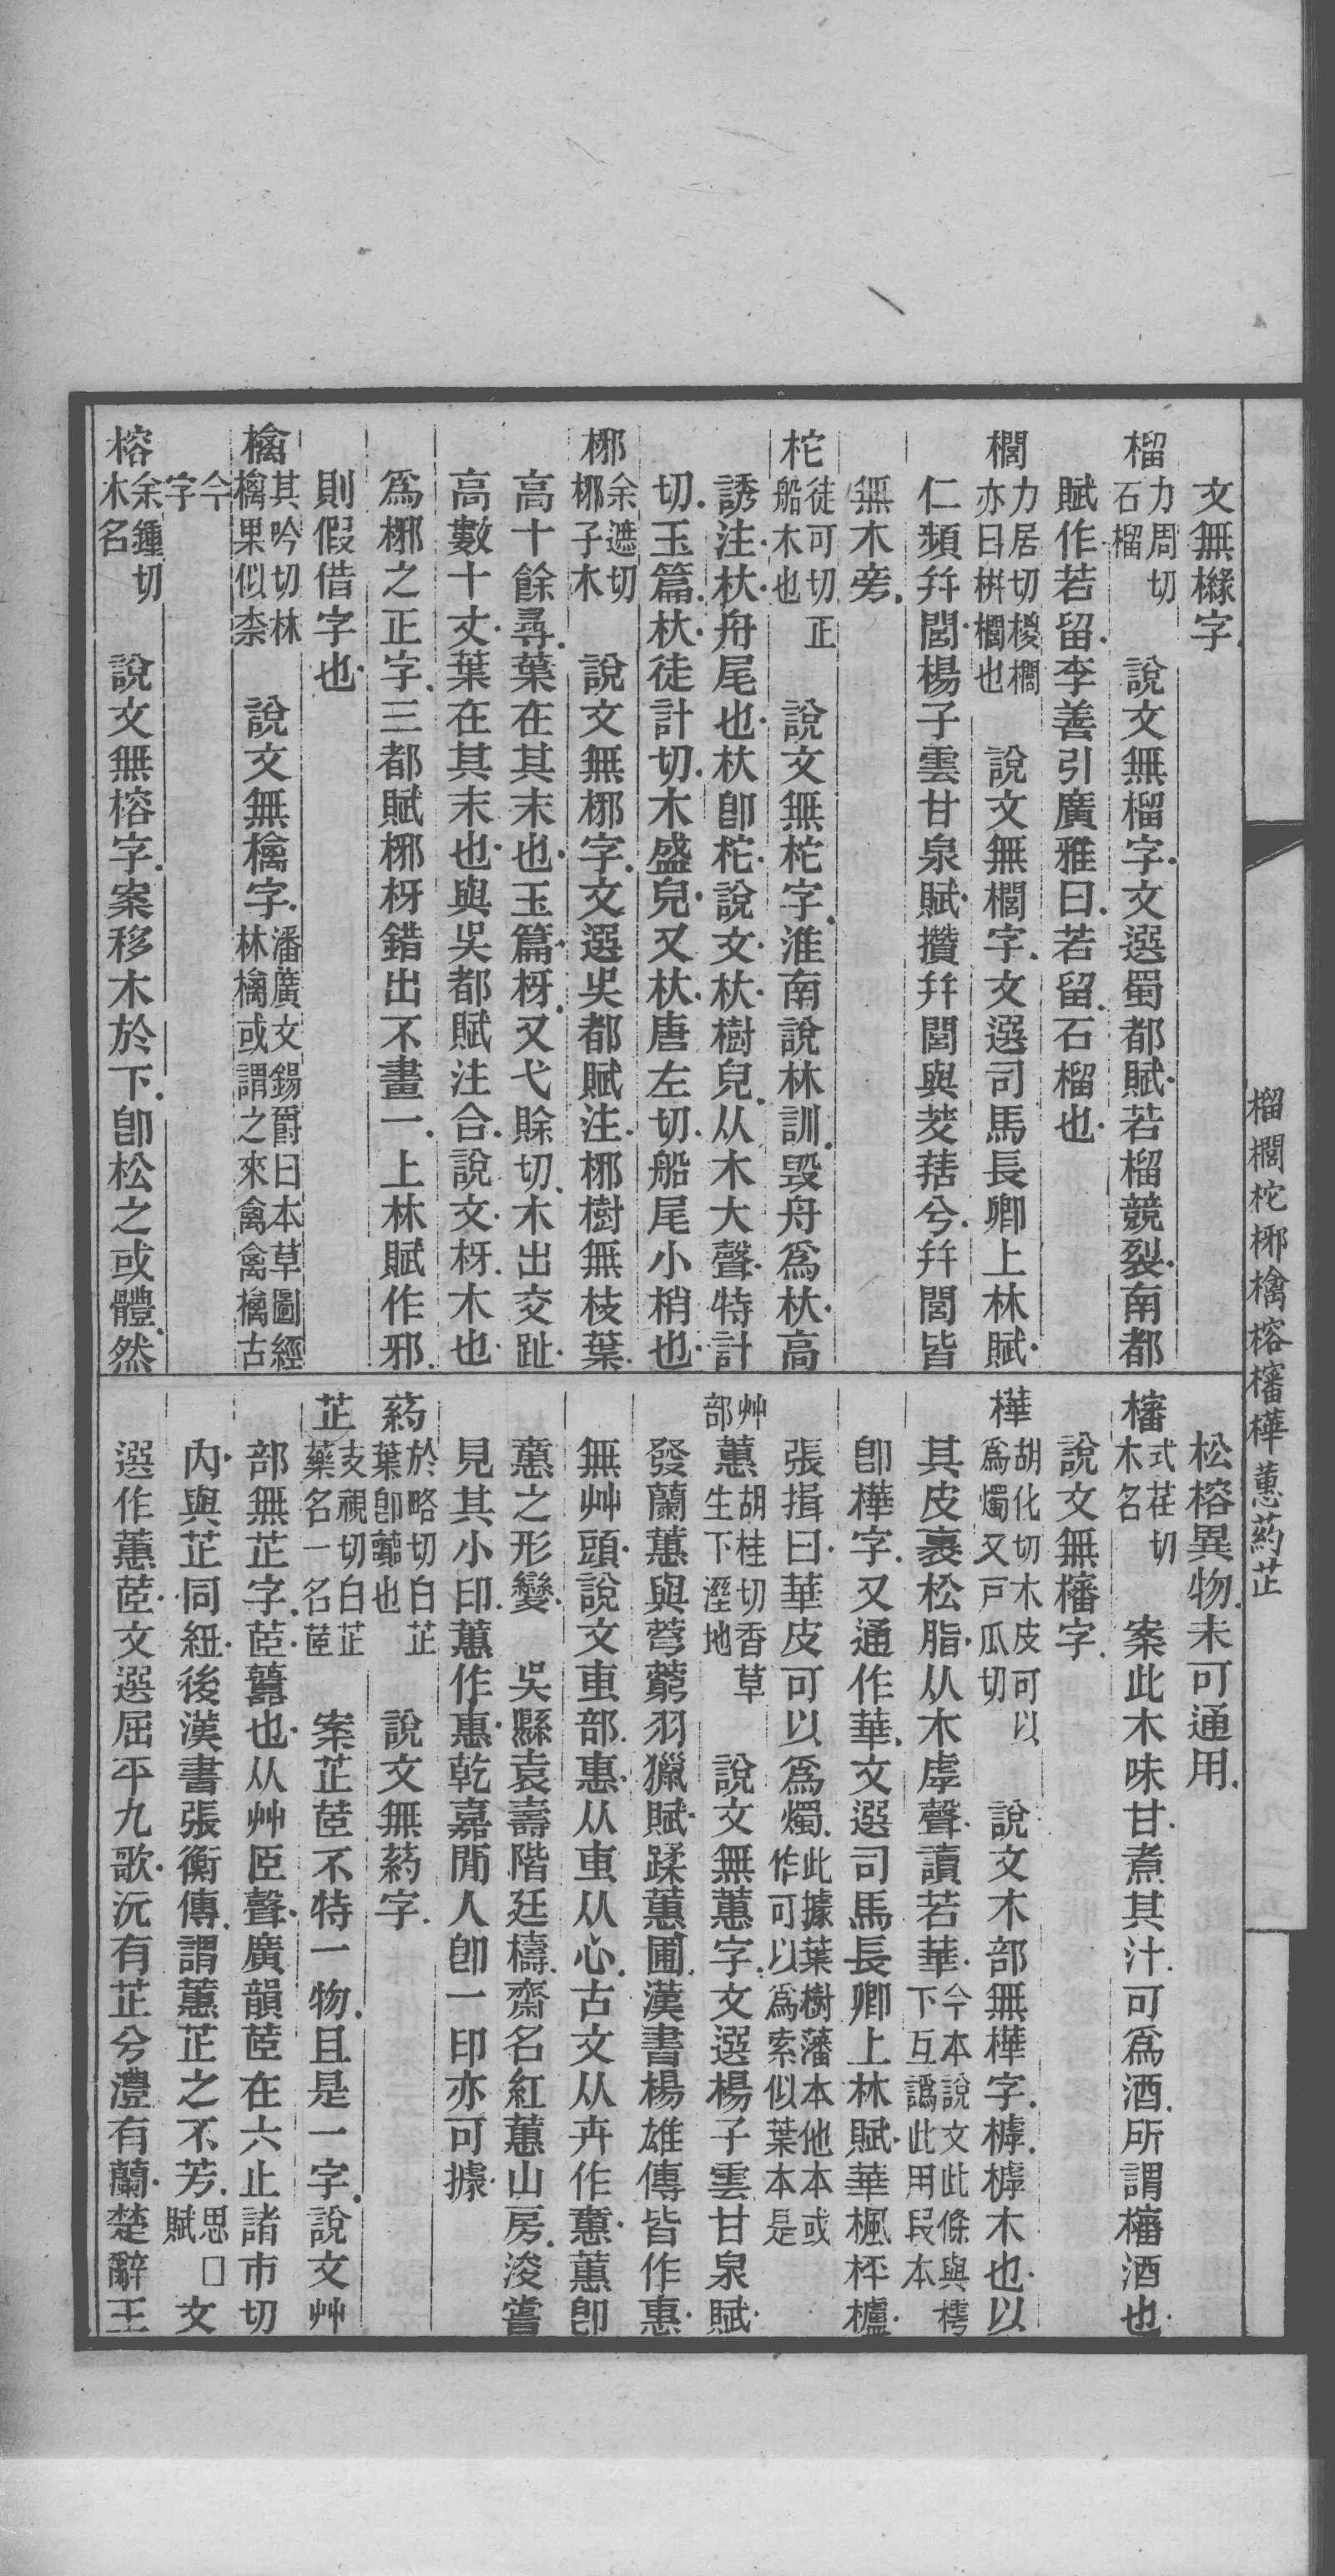 文無櫾字.
榴力周切石榴　說文無榴字.文選蜀都賦.若榴競裂.南都
賦作若留.李善引廣雅曰.若留.石榴也.
櫚力居切椶櫚亦曰栟櫚也　說文無櫚字.文選司馬長卿上林賦.
仁頻幷閭楊子雲甘泉賦.攢幷閭與茇䒷兮.幷閭皆
無木旁.
柁徒可切正船木也　說文無柁字.淮南說林訓.毀舟爲杕.高
誘注.杕.舟尾也.杕卽柁.說文.杕.樹皃.从木大聲.特計
切.玉篇.杕.徒計切.木盛皃.又杕.唐左切.船尾小梢也.
梛余遮切梛子木　說文無梛字.文選吳都賦注.梛樹無枝葉.
高十餘尋.葉在其末也.玉篇.枒.又弋賖切.木出交趾.
高數十丈.葉在其末也.與吳都賦注合.說文.枒.木也.
爲梛之正字.三都賦梛枒錯出不畫一.上林賦作邪.
則假借字也.
檎其吟切林檎果似柰　說文無檎字.潘廣文錫爵曰本草圖經林檎或謂之來禽禽檎古
今字
榕余鍾切木名　說文無榕字.案移木於下.卽松之或體.然
松榕異物.未可通用.
櫹式荏切木名　案此木味甘.煮其汁.可爲酒.所謂櫹酒也.
說文無櫹字.
樺胡化切木皮可以爲燭又戸瓜切　說文木部無樺字.樗.樗木也.以
其皮裹松脂.从木雩聲.讀若華.今本說文此條與樗下互譌此用段本
卽樺字.又通作華.文選司馬長卿上林賦.華楓枰櫨.
張揖曰.華皮可以爲燭.此據葉樹藩本他本或作可以爲索似葉本是
艸部
蕙胡桂切香草生下溼地　說文無蕙字.文選楊子雲甘泉賦.
發蘭蕙與䓖藭.羽獵賦.蹂蕙圃.漢書楊雄傳皆作惠.
無艸頭.說文叀部.惠.从叀从心.古文从卉作蕙.蕙卽
蕙之形變.　吳縣袁壽階廷檮.齋名紅蕙山房.浚嘗
見其小印.蕙作惠.乾嘉閒人卽一印亦可據.
葯於略切白芷葉卽虈也　說文無葯字.
芷支視切白芷藥名一名茝　案芷茝不特一物.且是一字.說文艸
部無芷字.茝.虈也.从艸𦣞聲.廣韻茝在六止諸市切
內.與芷同紐.後漢書張衡傳.謂蕙芷之不芳.思□賦文
選作蕙茝.文選屈平九歌.沅有芷兮澧有蘭.楚辭王
榴櫚柁梛檎榕櫹樺蕙葯芷